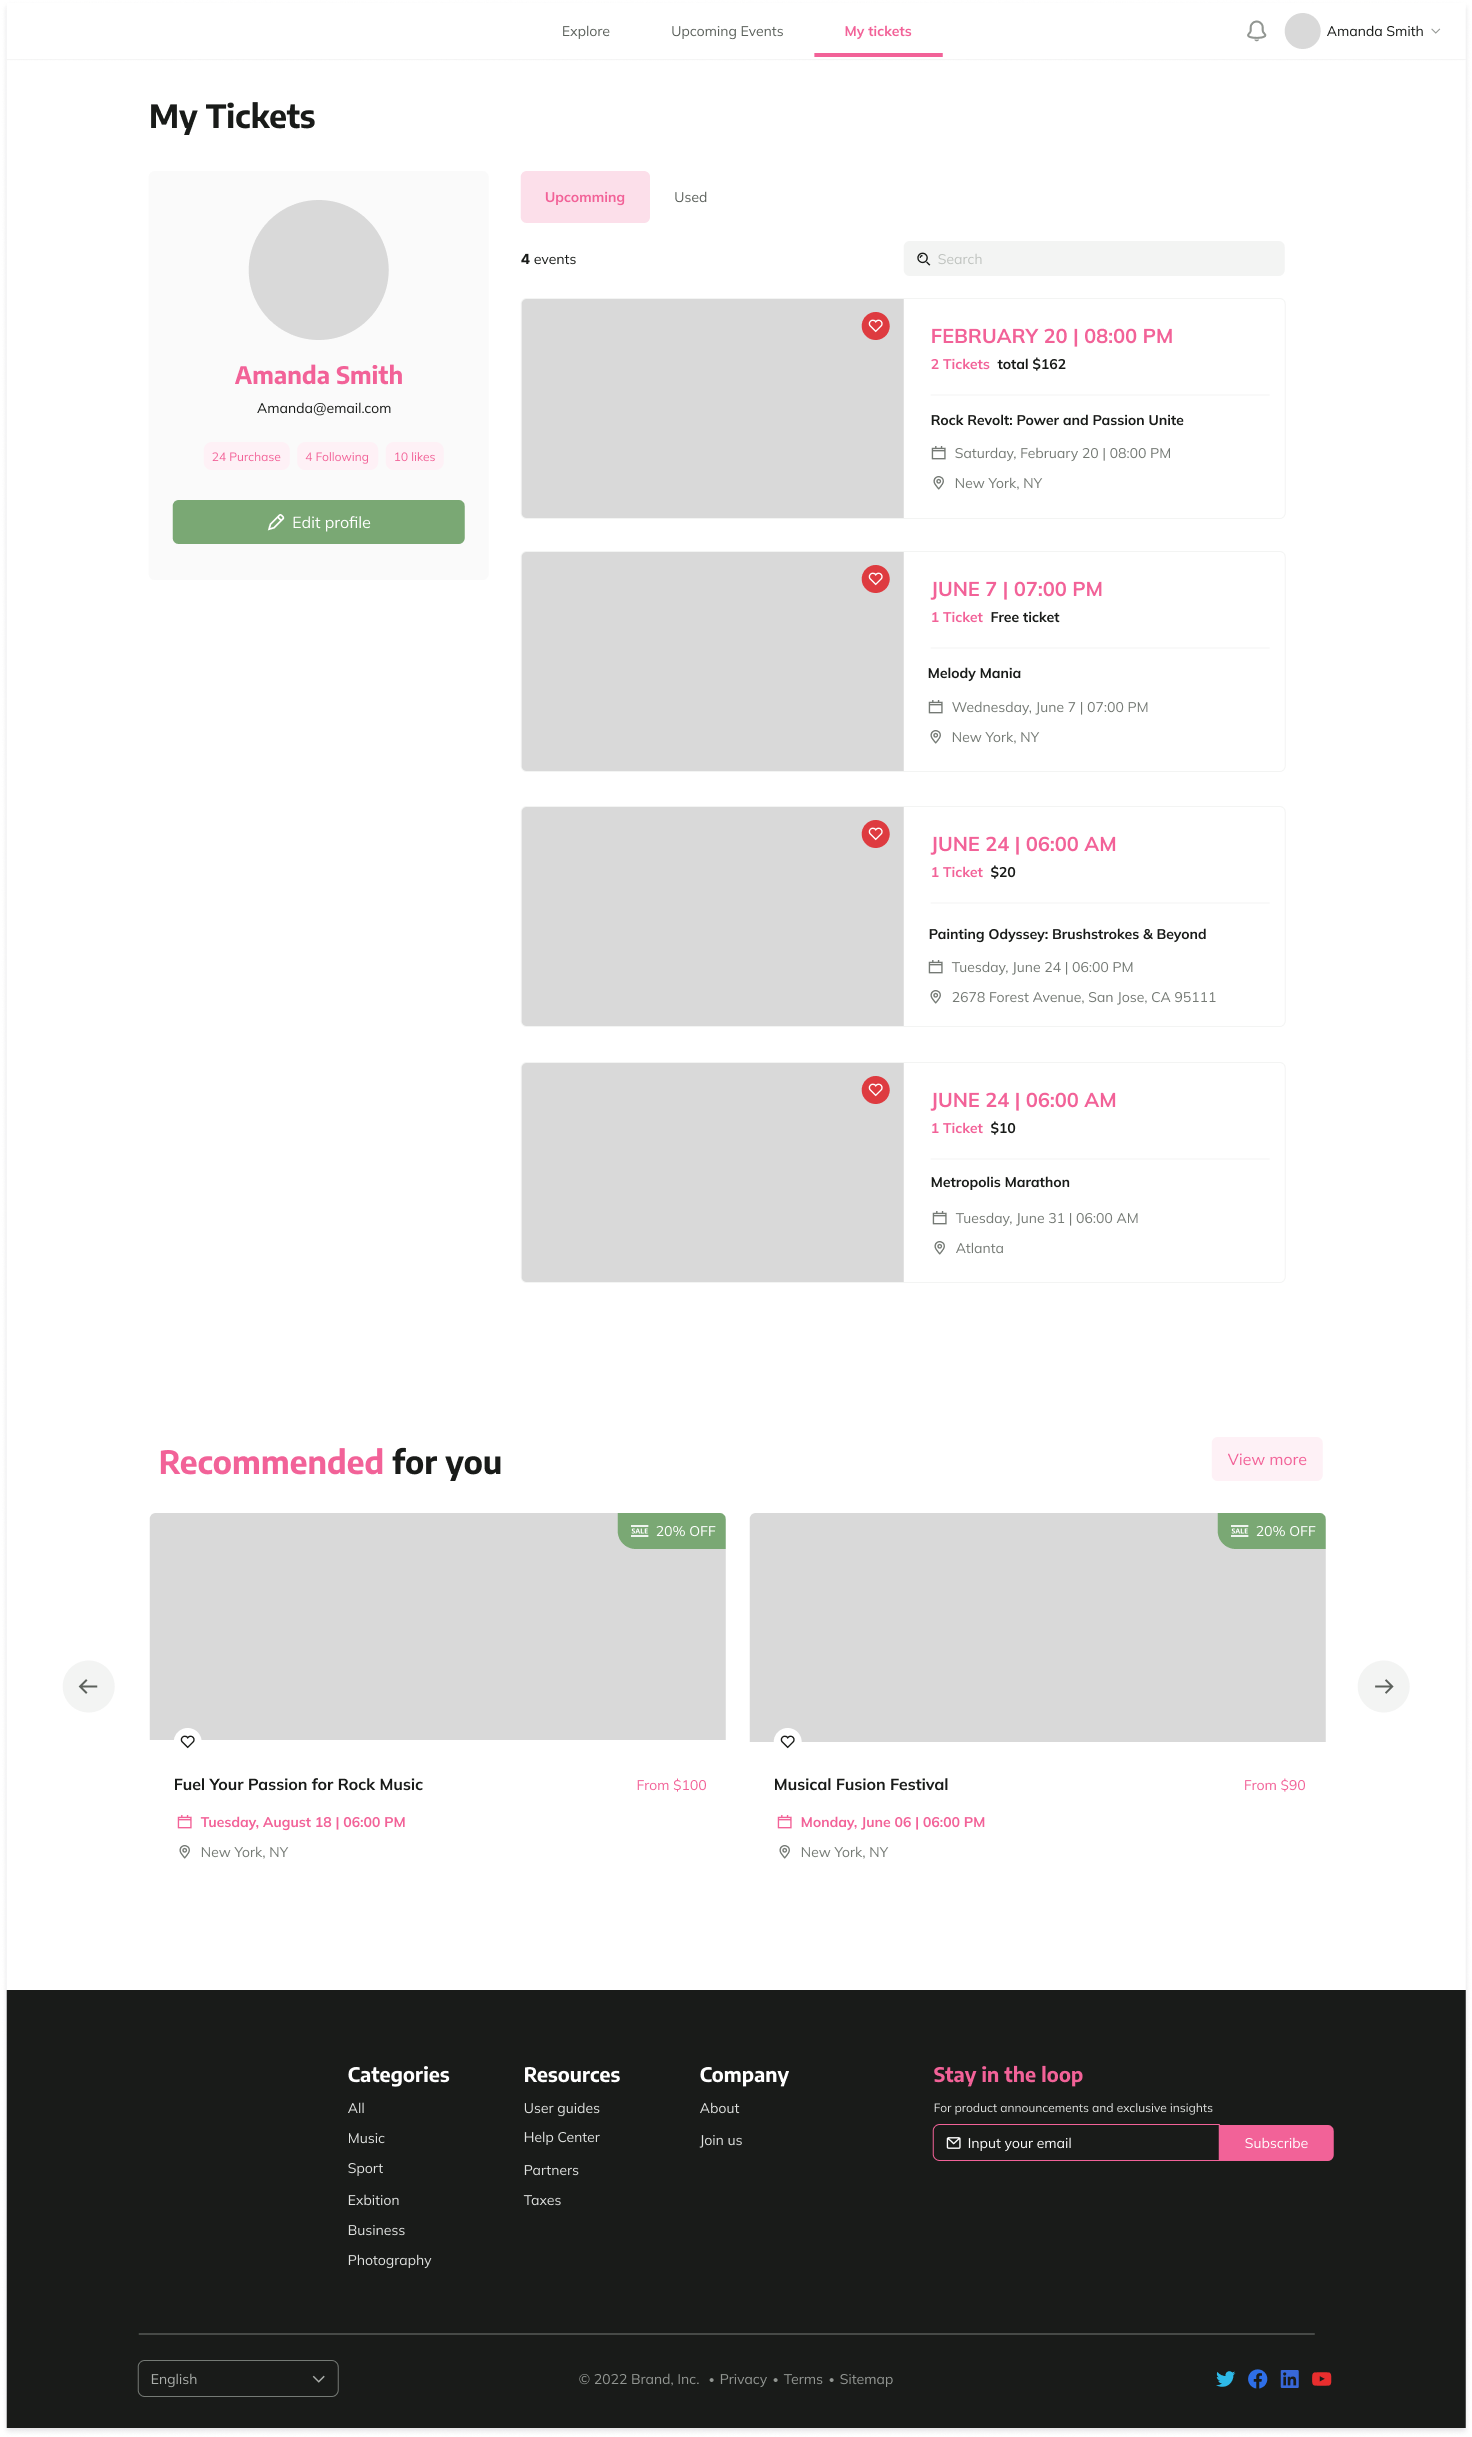 Explore
Upcoming Events
My tickets
Amanda Smith
My Tickets
Amanda Smith
Amanda@email.com
24 Purchase
4 Following
10 likes
Edit profile
Upcomming
Used
4 events
Search
FEBRUARY 20 | 08:00 PM
2 Tickets total $162
Rock Revolt: Power and Passion Unite
Saturday, February 20 | 08:00 PM
New York, NY
JUNE 7 | 07:00 PM
1 Ticket Free ticket
Melody Mania
Wednesday, June 7 | 07:00 PM
New York, NY
JUNE 24 | 06:00 AM
1 Ticket $20
Painting Odyssey: Brushstrokes & Beyond
Tuesday, June 24 | 06:00 PM
2678 Forest Avenue, San Jose, CA 95111
JUNE 24 | 06:00 AM
1 Ticket $10
Metropolis Marathon
Tuesday, June 31 | 06:00 AM
Atlanta
Recommended for you
View more
SALE 20% OFF
Fuel Your Passion for Rock Music
From $100
Tuesday, August 18 | 06:00 PM
New York, NY
SALE 20% OFF
Musical Fusion Festival
From $90
Monday, June 06 | 06:00 PM
New York, NY
Categories
All
Music
Sport
Exbition
Business
Photography
Resources
User guides
Help Center
Partners
Taxes
Company
About
Join us
Stay in the loop
For product announcements and exclusive insights
Input your email
Subscribe
English
© 2022 Brand, Inc. • Privacy • Terms • Sitemap